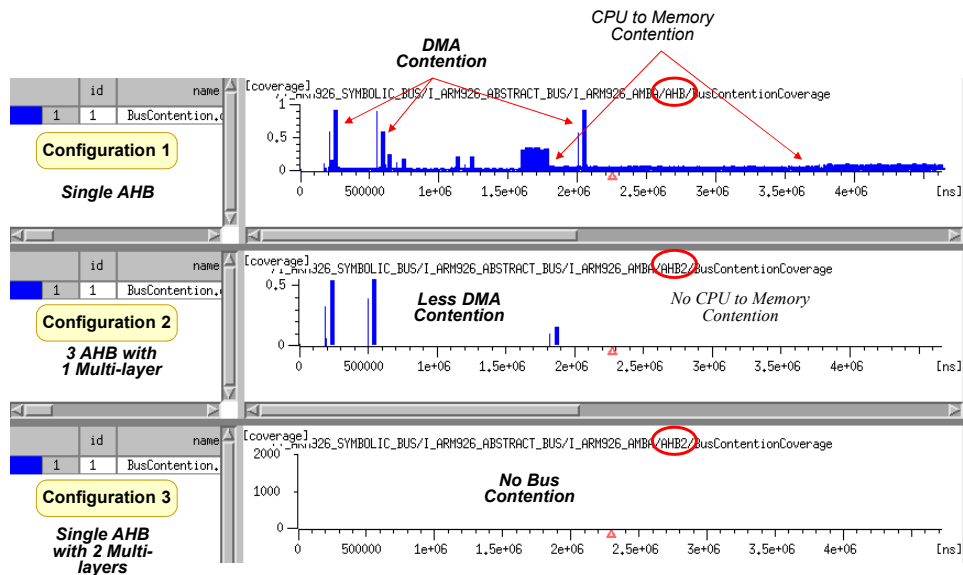 CPU to Memory
Contention
DMA
Contention
id name
[coverage]
926_SYMBOLIC_BUS/I_ARM926_ABSTRACT_BUS/I_ARM926_AMBA/AHB/BusContentionCoverage
1 1 BusContention.
1
0.5
0
0 500000 1e+06 1.5e+06 2e+06 2.5e+06 3e+06 3.5e+06 4e+06 [ns]
Configuration 1
Single AHB
id name
[coverage]
926_SYMBOLIC_BUS/I_ARM926_ABSTRACT_BUS/I_ARM926_AMBA/AHB2/BusContentionCoverage
1 1 BusContention.
0.5
0
0 500000 1e+06 1.5e+06 2e+06 2.5e+06 3e+06 3.5e+06 4e+06 [ns]
Less DMA
Contention
No CPU to Memory
Contention
Configuration 2
3 AHB with
1 Multi-layer
id name
[coverage]
326_SYMBOLIC_BUS/I_ARM926_ABSTRACT_BUS/I_ARM926_AMBA/AHB2/BusContentionCoverage
1 1 BusContention.
2000
1000
0
0 500000 1e+06 1.5e+06 2e+06 2.5e+06 3e+06 3.5e+06 4e+06 [ns]
No Bus
Contention
Configuration 3
Single AHB
with 2 Multi-
layers